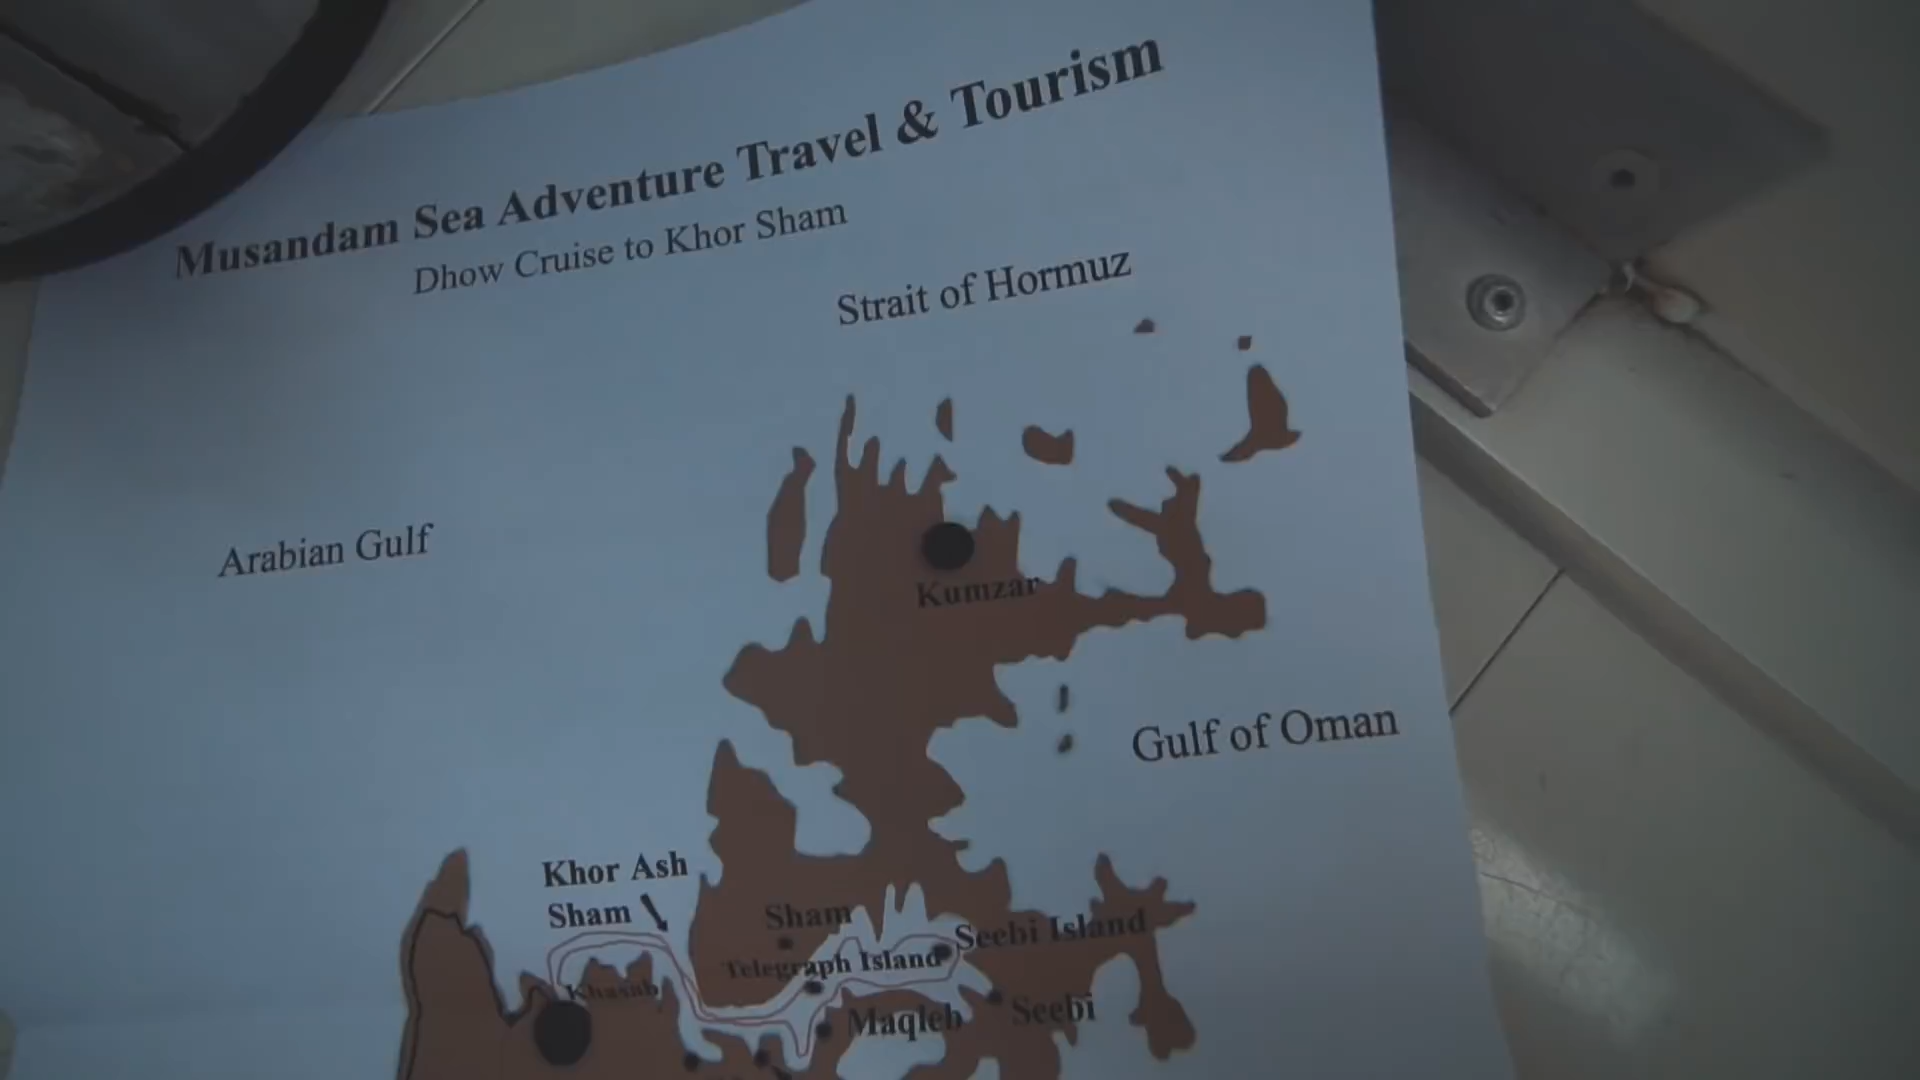 Musandam Sea Adventure Travel & Tourism
Dhow Cruise to Khor Sham
Strait of Hormuz
Arabian Gulf
Kumzar
Gulf of Oman
Khor Ash
Sham
Sham
Seebi Island
Telegraph Island
Khasab
Maqleh
Seebi